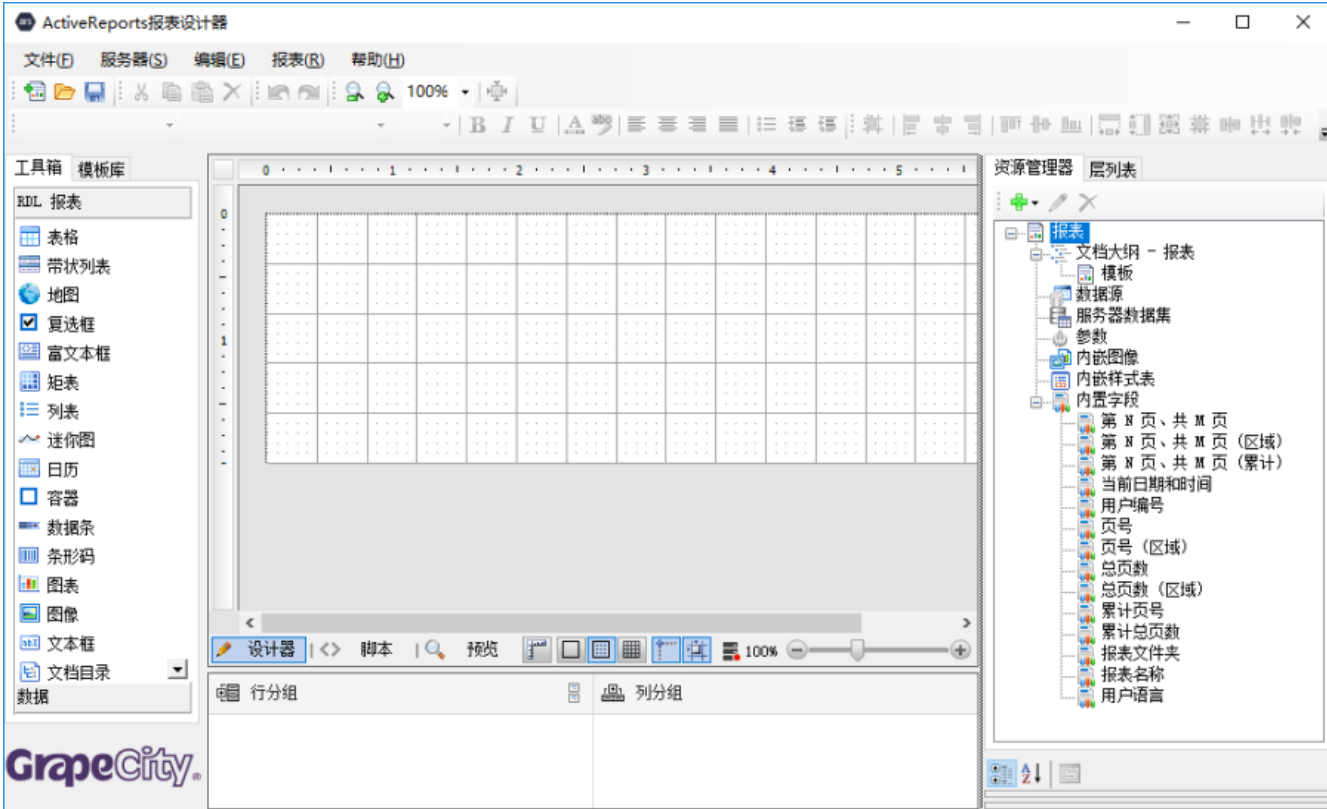 ActiveReports报表设计器
文件(F) 服务器(S) 编辑(E) 报表(R) 帮助(H)
100%
B I U A abc
工具箱 模板库
RDL 报表
表格
带状列表
地图
复选框
富文本框
矩表
列表
迷你图
日历
容器
数据条
条形码
图表
图像
文本框
文档目录
数据
GrapeCity®
0 1 2 3 4 5
0
1
设计器 脚本 预览 100%
行分组 列分组
资源管理器 层列表
报表
文档大纲 - 报表
模板
数据源
服务器数据集
参数
内嵌图像
内嵌样式表
内置字段
第 N 页、共 M 页
第 N 页、共 M 页 (区域)
第 N 页、共 M 页 (累计)
当前日期和时间
用户编号
页号
页号 (区域)
总页数
总页数 (区域)
累计页号
累计总页数
报表文件夹
报表名称
用户语言